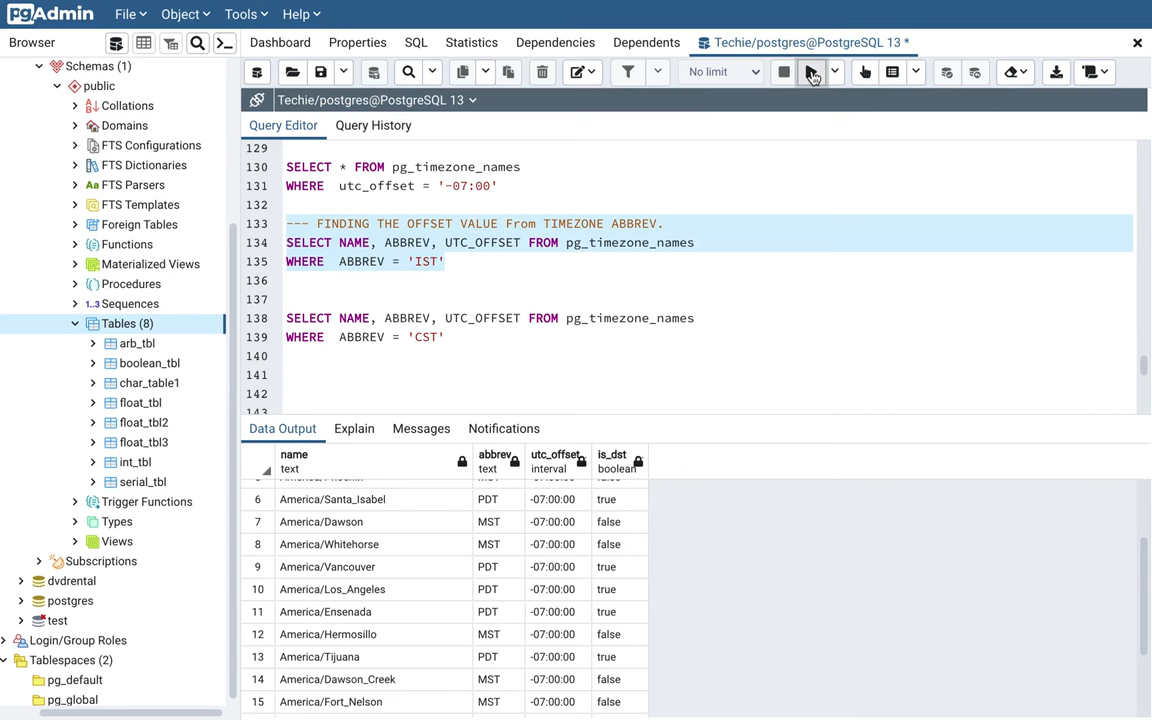 pgAdmin File Object Tools Help
Browser
Dashboard Properties SQL Statistics Dependencies Dependents Techie/postgres@PostgreSQL 13 *
No limit
Techie/postgres@PostgreSQL 13
Query Editor Query History
Schemas (1)
public
Collations
Domains
FTS Configurations
FTS Dictionaries
Aa FTS Parsers
FTS Templates
Foreign Tables
Functions
Materialized Views
Procedures
1..3 Sequences
Tables (8)
arb_tbl
boolean_tbl
char_table1
float_tbl
float_tbl2
float_tbl3
int_tbl
serial_tbl
Trigger Functions
Types
Views
Subscriptions
dvdrental
postgres
test
Login/Group Roles
Tablespaces (2)
pg_default
pg_global
129
130 SELECT * FROM pg_timezone_names
131 WHERE utc_offset = '-07:00'
132
133 --- FINDING THE OFFSET VALUE From TIMEZONE ABBREV.
134 SELECT NAME, ABBREV, UTC_OFFSET FROM pg_timezone_names
135 WHERE ABBREV = 'IST'
136
137
138 SELECT NAME, ABBREV, UTC_OFFSET FROM pg_timezone_names
139 WHERE ABBREV = 'CST'
140
141
142
143
Data Output Explain Messages Notifications
name abbrev utc_offset is_dst
text text interval boolean
6 America/Santa_Isabel PDT -07:00:00 true
7 America/Dawson MST -07:00:00 false
8 America/Whitehorse MST -07:00:00 false
9 America/Vancouver PDT -07:00:00 true
10 America/Los_Angeles PDT -07:00:00 true
11 America/Ensenada PDT -07:00:00 true
12 America/Hermosillo MST -07:00:00 false
13 America/Tijuana PDT -07:00:00 true
14 America/Dawson_Creek MST -07:00:00 false
15 America/Fort_Nelson MST -07:00:00 false